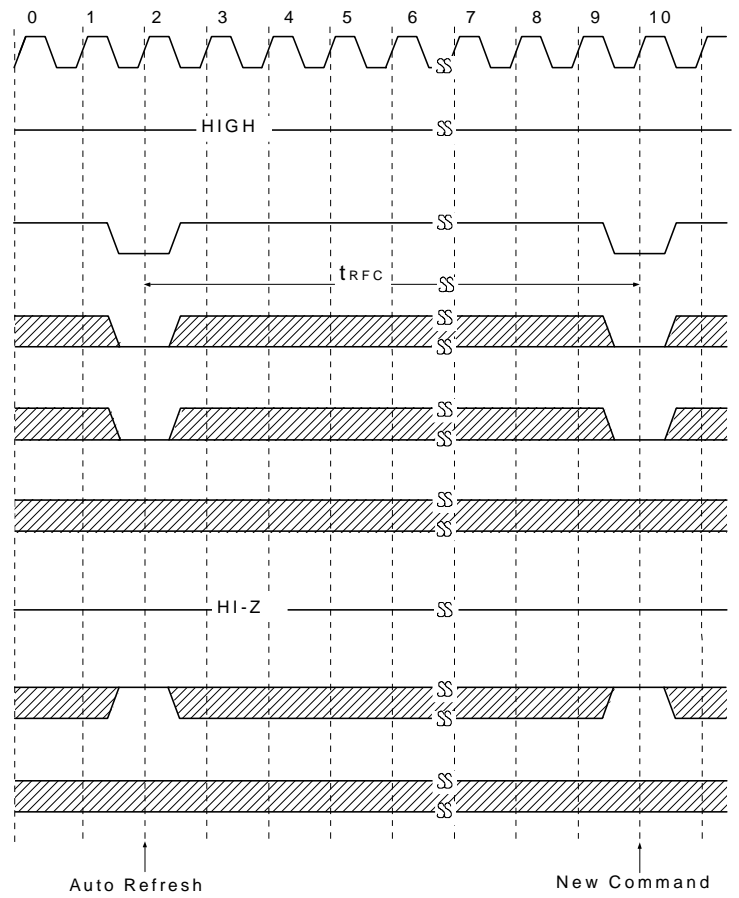 0 1 2 3 4 5 6 7 8 9 10
HIGH
tRFC
HI-Z
Auto Refresh
New Command